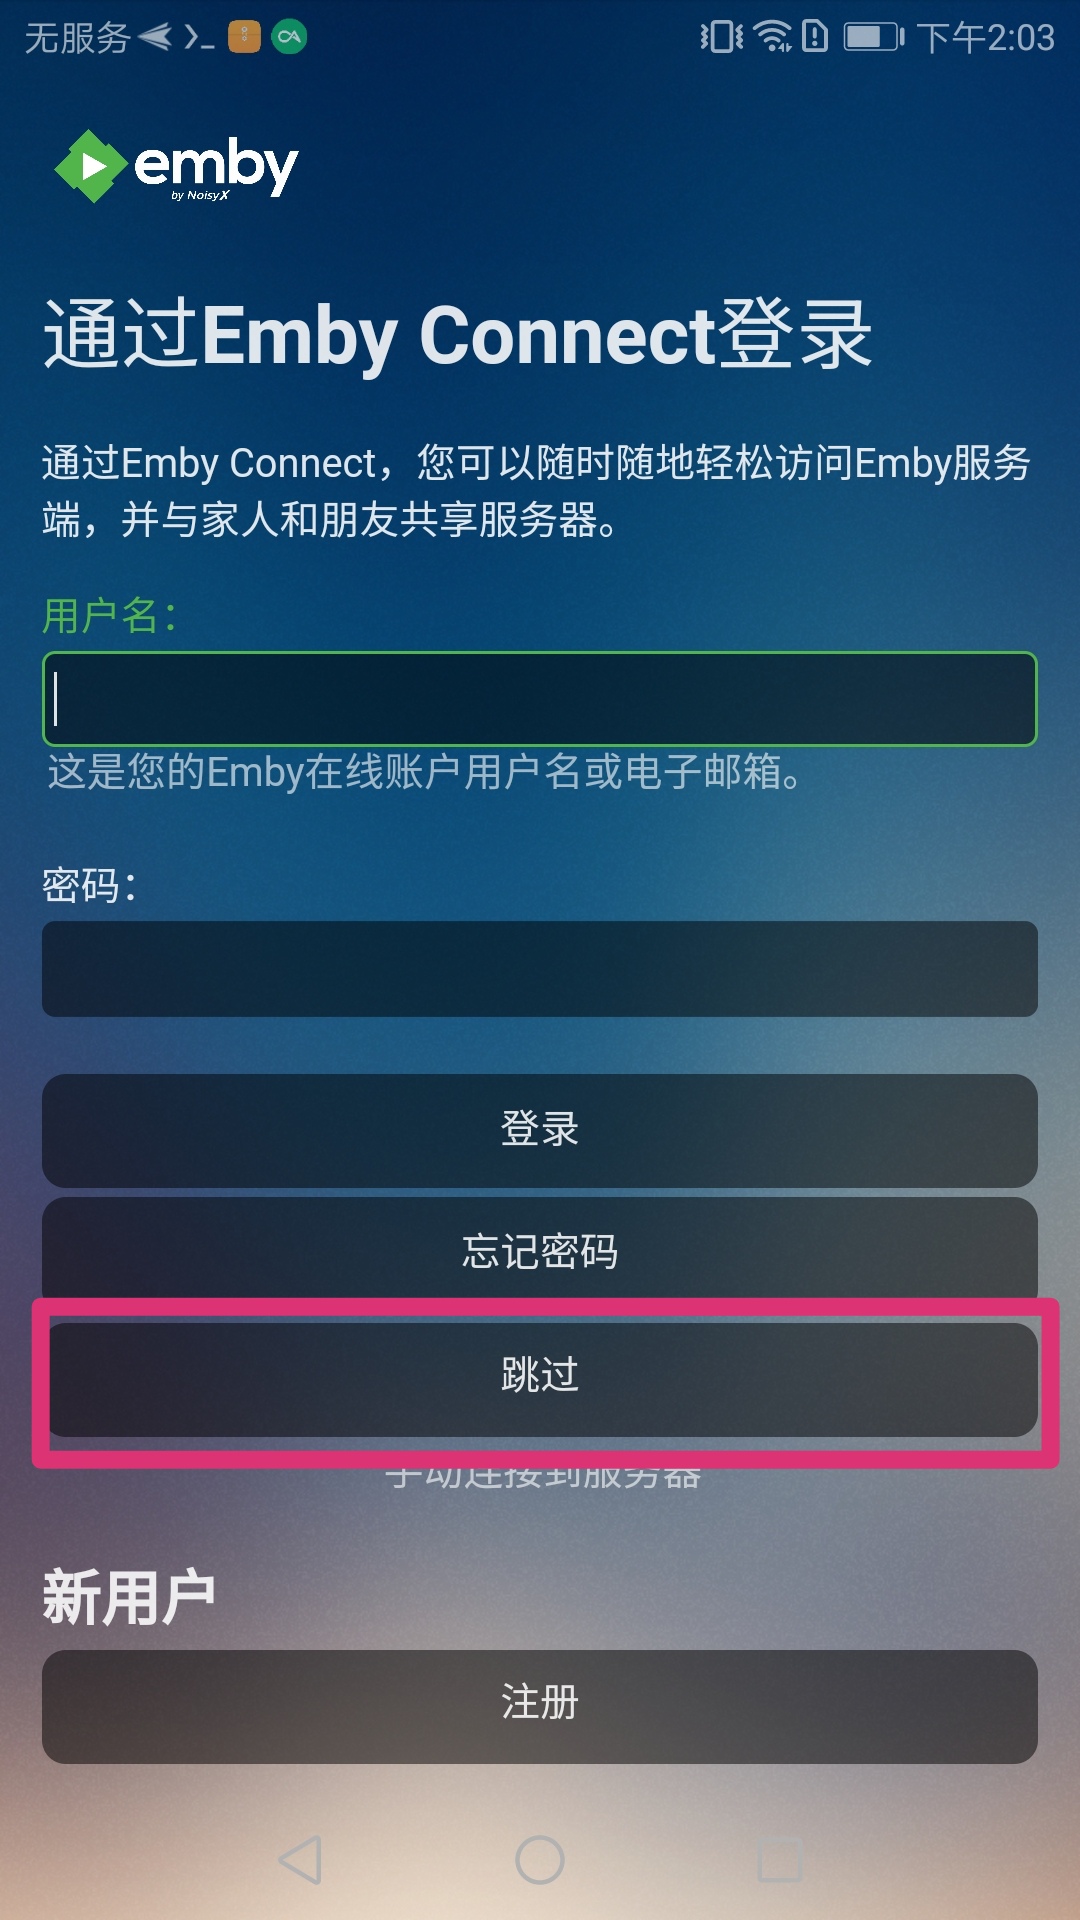 无服务
下午2:03
emby
by NoisyX
通过Emby Connect登录
通过Emby Connect，您可以随时随地轻松访问Emby服务
端，并与家人和朋友共享服务器。
用户名：
这是您的Emby在线账户用户名或电子邮箱。
密码：
登录
忘记密码
跳过
手动连接到服务器
新用户
注册